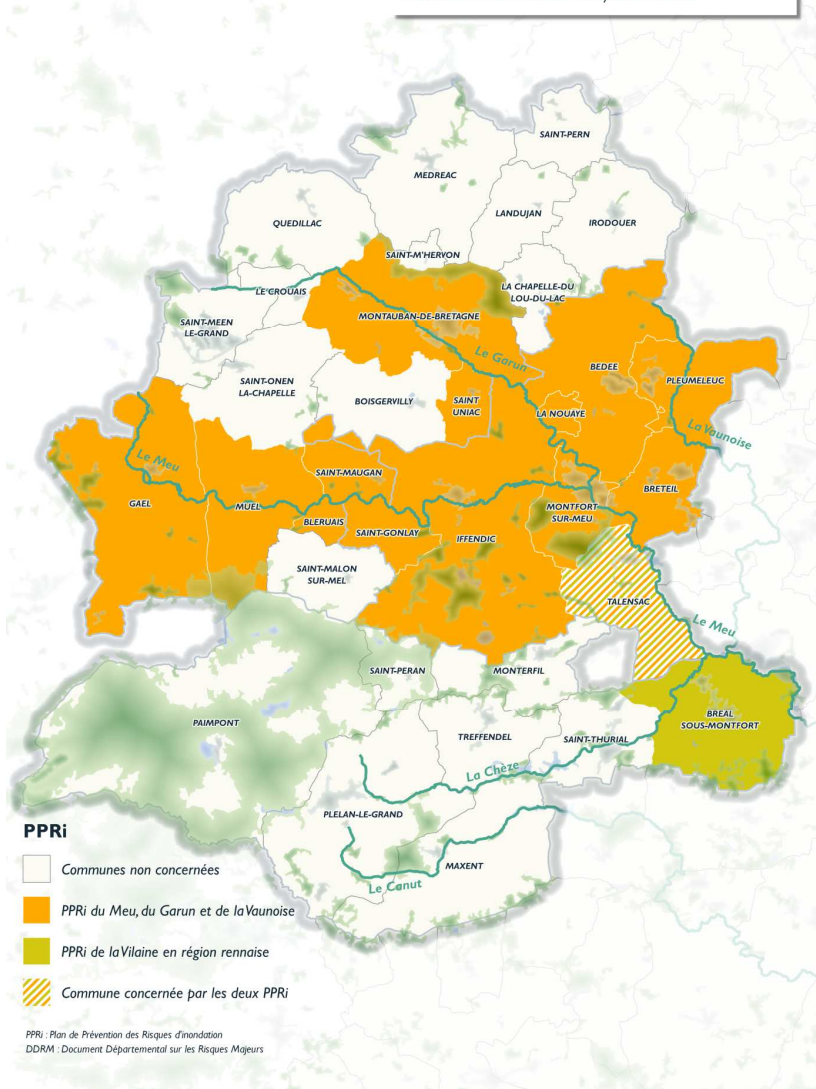 SAINT-PERN
MEDREAC
LANDUJAN
QUEDILLAC
IRODOUER
SAINT-M'HERVON
LA CHAPELLE-DU
LOU-DU-LAC
LE CROUAIS
MONTAUBAN-DE-BRETAGNE
SAINT-MEEN
LE-GRAND
Le Garun
BEDEE
PLEUMELEUC
SAINT-ONEN
LA-CHAPELLE
BOISGERVILLY
SAINT
UNIAC
LA NOUAYE
La Vaunoise
Le Meu
SAINT-MAUGAN
BRETEIL
GAEL
MUEL
MONTFORT
SUR-MEU
BLERUAIS
SAINT-GONLAY
IFFENDIC
SAINT-MALON
SUR-MEL
TALENSAC
Le Meu
SAINT-PERAN
MONTERFIL
PAIMPONT
BREAL
SOUS-MONTFORT
TREFFENDEL
SAINT-THURIAL
La Chèze
PLELAN-LE-GRAND
MAXENT
Le Canut
PPRi
Communes non concernées
PPRi du Meu, du Garun et de la Vaunoise
PPRi de la Vilaine en région rennaise
Commune concernée par les deux PPRi
PPRi : Plan de Prévention des Risques d'inondation
DDRM : Document Départemental sur les Risques Majeurs